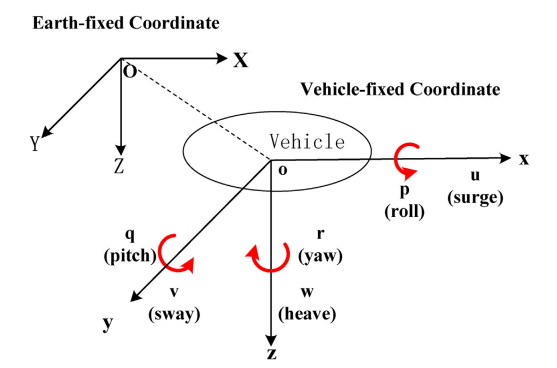 Earth-fixed Coordinate
O
X
Y
Z
Vehicle-fixed Coordinate
Vehicle
o
x
u
(surge)
p
(roll)
q
(pitch)
v
(sway)
y
r
(yaw)
w
(heave)
z